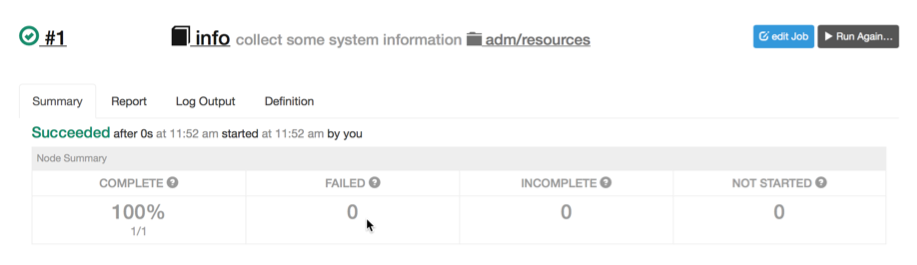 #1 info collect some system information adm/resources edit Job Run Again...
Summary Report Log Output Definition
Succeeded after 0s at 11:52 am started at 11:52 am by you
Node Summary
COMPLETE FAILED INCOMPLETE NOT STARTED
100% 0 0 0
1/1